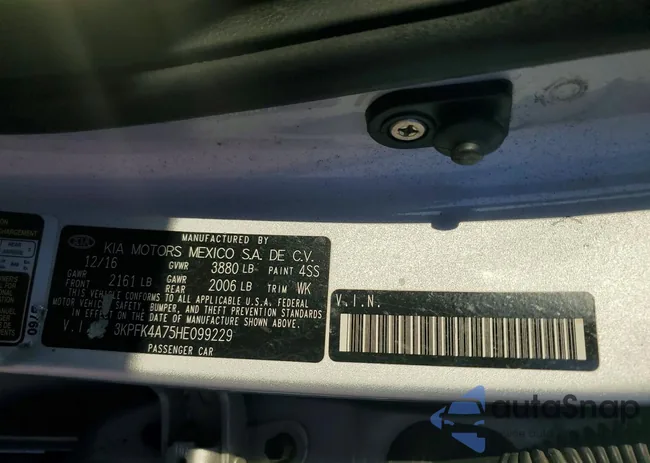 MANUFACTURED BY
KIA KIA MOTORS MEXICO S.A. DE C.V.
12/16 GVWR 3880 LB PAINT 4SS
GAWR FRONT 2161 LB GAWR REAR 2006 LB TRIM WK
THIS VEHICLE CONFORMS TO ALL APPLICABLE U.S.A. FEDERAL
MOTOR VEHICLE SAFETY, BUMPER, AND THEFT PREVENTION STANDARDS
IN EFFECT ON THE DATE OF MANUFACTURE SHOWN ABOVE.
V.I.N. 3KPFK4A75HE099229
PASSENGER CAR
V.I.N.
autoSnap